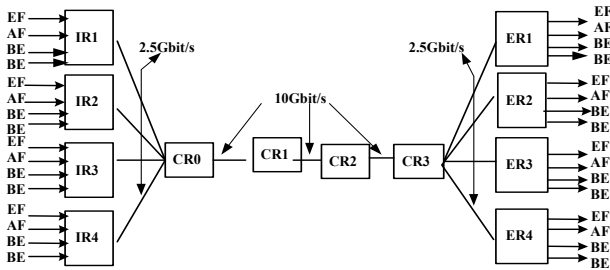 EF
AF
BE
BE
IR1
EF
AF
BE
BE
IR2
EF
AF
BE
BE
IR3
EF
AF
BE
BE
IR4
2.5Gbit/s
CR0
10Gbit/s
CR1
CR2
CR3
2.5Gbit/s
ER1
EF
AF
BE
BE
ER2
EF
AF
BE
BE
ER3
EF
AF
BE
BE
ER4
EF
AF
BE
BE